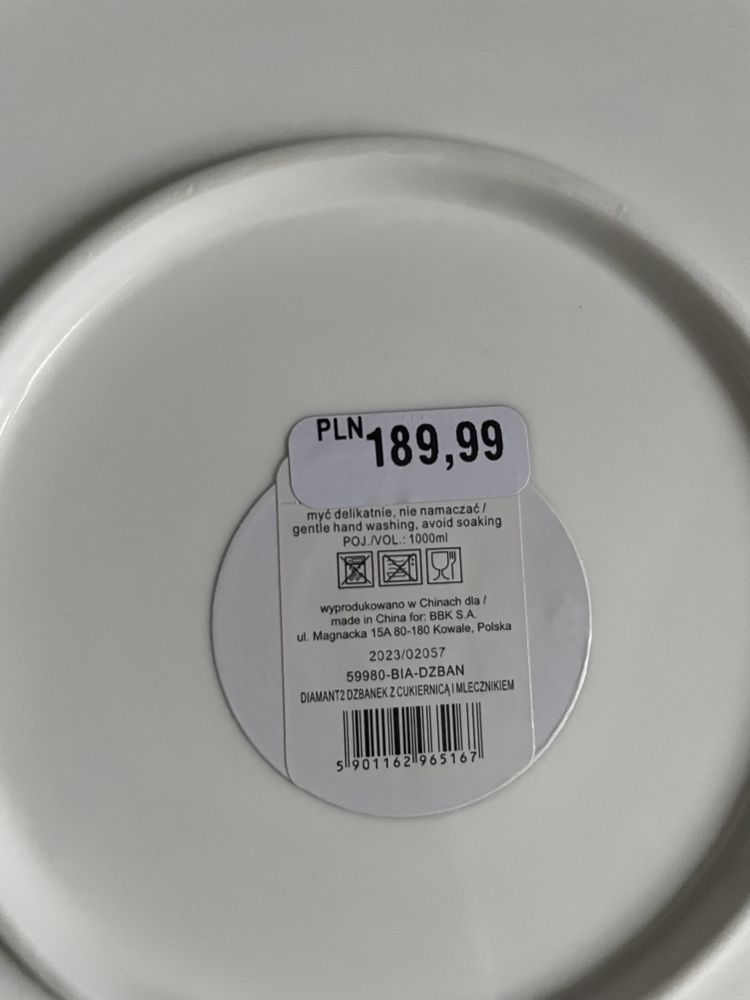 PLN 189,99
myć delikatnie, nie namaczać /
gentle hand washing, avoid soaking
POJ./VOL.: 1000ml
wyprodukowano w Chinach dla /
made in China for: BBK S.A.
ul. Magnacka 15A 80-180 Kowale, Polska
2023/02057
59980-BIA-DZBAN
DIAMANT2 DZBANEK Z CUKIERNICĄ I MLECZNIKIEM
5 901162 965167